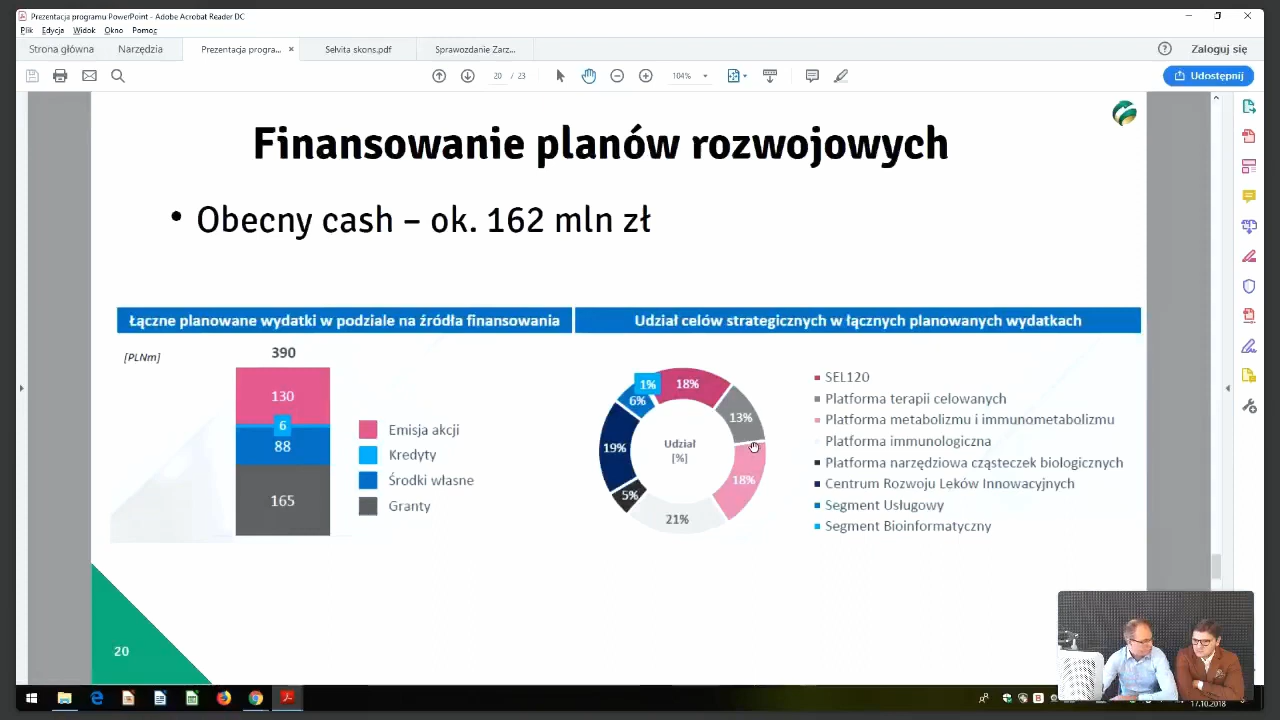 Prezentacja programu PowerPoint - Adobe Acrobat Reader DC
Plik Edycja Widok Okno Pomoc
Strona główna Narzędzia Prezentacja progra... × Selvita skons.pdf Sprawozdanie Zarz... Zaloguj się
20 / 23 104% Udostępnij
Finansowanie planów rozwojowych
• Obecny cash – ok. 162 mln zł
Łączne planowane wydatki w podziale na źródła finansowania
[PLNm]
390
130
6
88
165
Emisja akcji
Kredyty
Środki własne
Granty
Udział celów strategicznych w łącznych planowanych wydatkach
1%
18%
6%
13%
19%
Udział
[%]
18%
5%
21%
SEL120
Platforma terapii celowanych
Platforma metabolizmu i immunometabolizmu
Platforma immunologiczna
Platforma narzędziowa cząsteczek biologicznych
Centrum Rozwoju Leków Innowacyjnych
Segment Usługowy
Segment Bioinformatyczny
20
17.10.2018